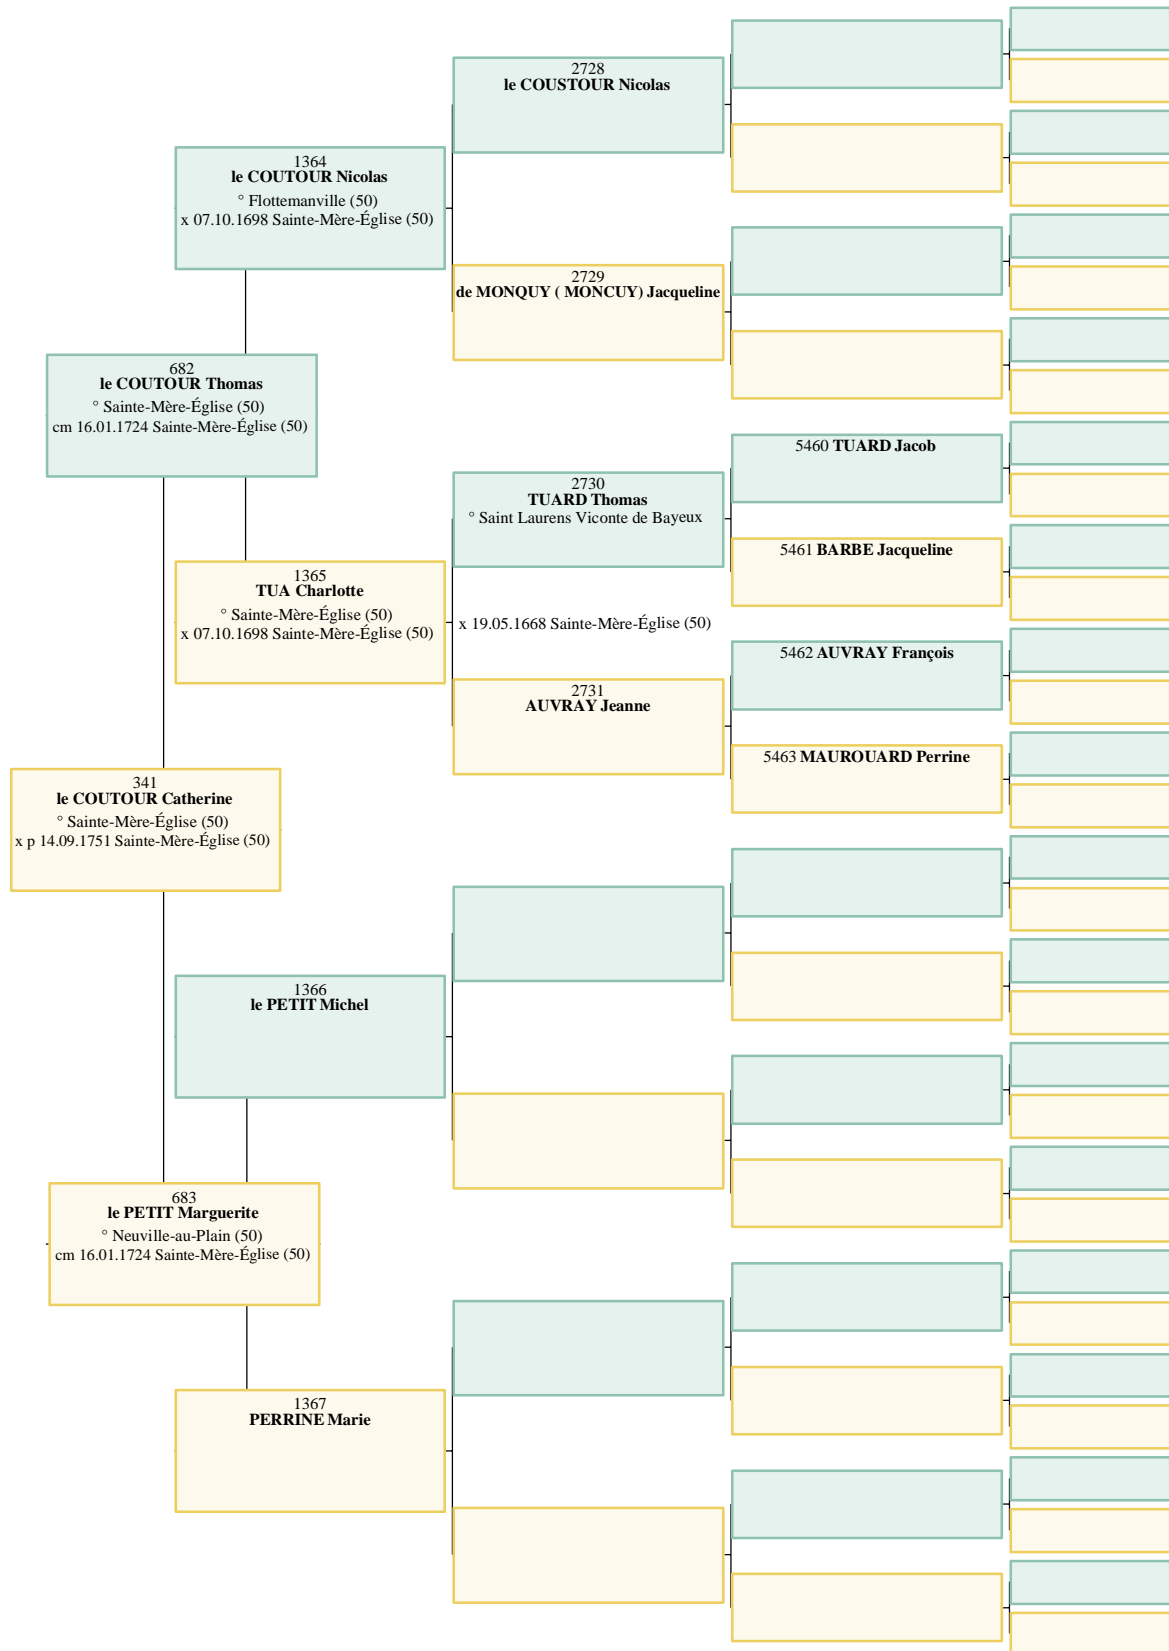 2728
le COUSTOUR Nicolas
1364
le COUTOUR Nicolas
° Flottemanville (50)
x 07.10.1698 Sainte-Mère-Église (50)
2729
de MONQUY ( MONCUY) Jacqueline
682
le COUTOUR Thomas
° Sainte-Mère-Église (50)
cm 16.01.1724 Sainte-Mère-Église (50)
5460 TUARD Jacob
2730
TUARD Thomas
° Saint Laurens Viconte de Bayeux
5461 BARBE Jacqueline
1365
TUA Charlotte
° Sainte-Mère-Église (50)
x 07.10.1698 Sainte-Mère-Église (50)
x 19.05.1668 Sainte-Mère-Église (50)
5462 AUVRAY François
2731
AUVRAY Jeanne
5463 MAUROUARD Perrine
341
le COUTOUR Catherine
° Sainte-Mère-Église (50)
x p 14.09.1751 Sainte-Mère-Église (50)
1366
le PETIT Michel
683
le PETIT Marguerite
° Neuville-au-Plain (50)
cm 16.01.1724 Sainte-Mère-Église (50)
1367
PERRINE Marie